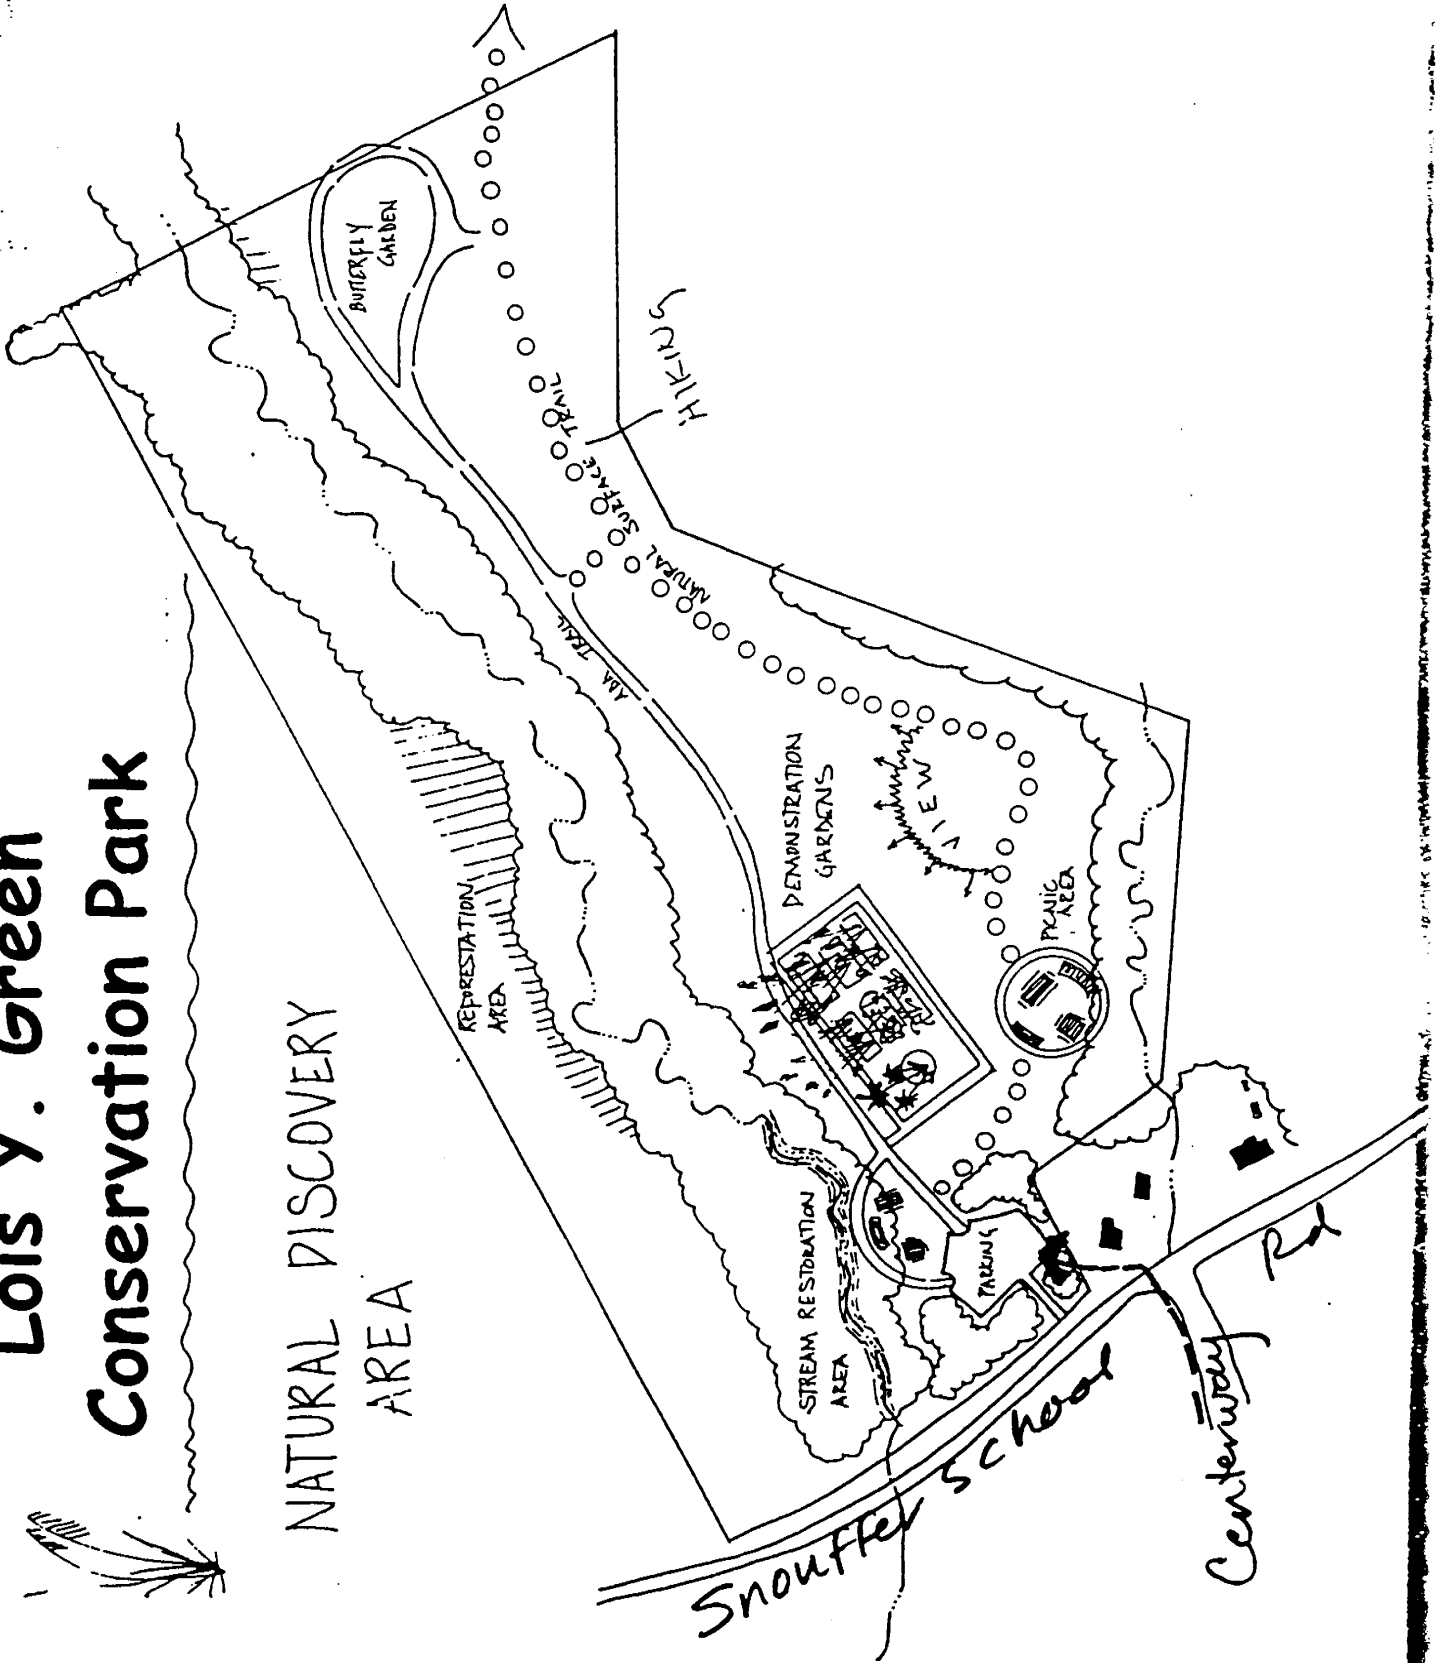 Lois Y. Green
Conservation Park
NATURAL DISCOVERY
AREA
REFORESTATION
AREA
STREAM RESTORATION
AREA
BUTTERFLY
GARDEN
ADA TRAIL
NATURAL SURFACE TRAIL
HIKING
DEMONSTRATION
GARDENS
VIEW
PICNIC
AREA
PARKING
Snouffer School
Rd
Centerway